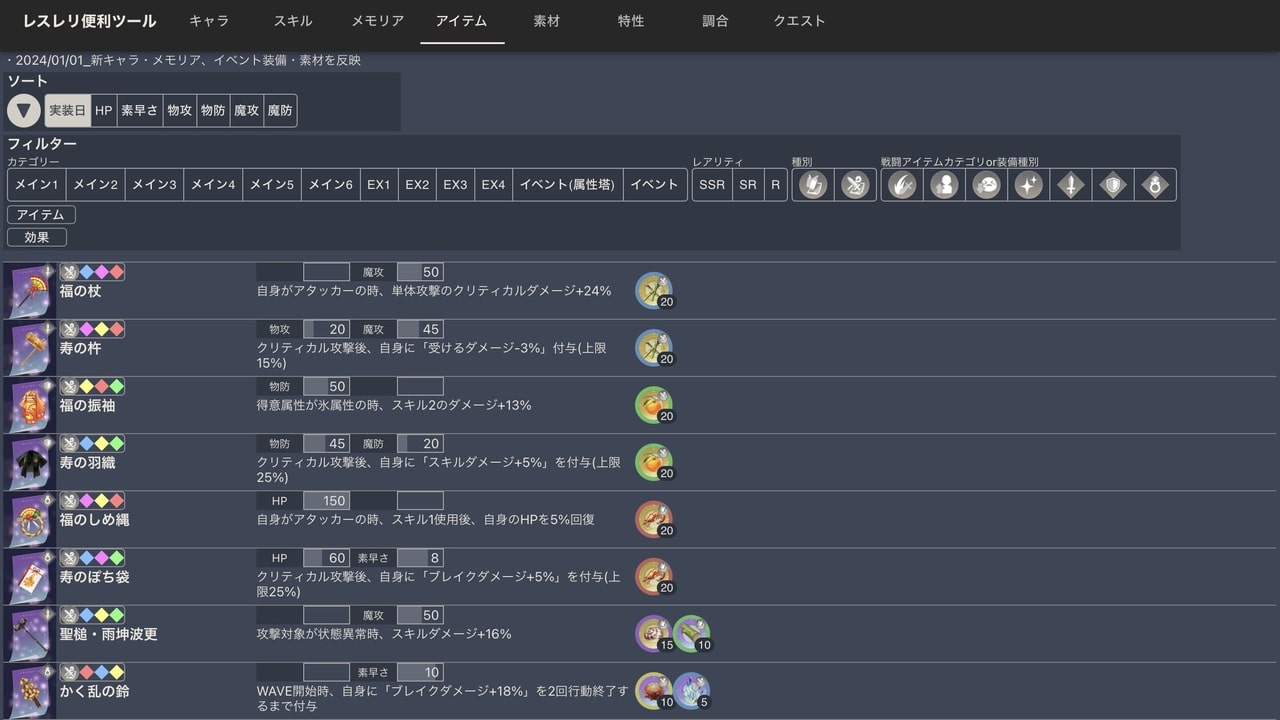 レスレリ便利ツール キャラ スキル メモリア アイテム 素材 特性 調合 クエスト
・2024/01/01_新キャラ・メモリア、イベント装備・素材を反映
ソート
実装日 HP 素早さ 物攻 物防 魔攻 魔防
フィルター
カテゴリー レアリティ 種別 戦闘アイテムカテゴリor装備種別
メイン1 メイン2 メイン3 メイン4 メイン5 メイン6 EX1 EX2 EX3 EX4 イベント(属性塔) イベント SSR SR R
アイテム
効果
魔攻 50
福の杖 自身がアタッカーの時、単体攻撃のクリティカルダメージ+24% 20
物攻 20 魔攻 45
寿の杵 クリティカル攻撃後、自身に「受けるダメージ-3%」付与(上限
15%) 20
物防 50
福の振袖 得意属性が氷属性の時、スキル2のダメージ+13% 20
物防 45 魔防 20
寿の羽織 クリティカル攻撃後、自身に「スキルダメージ+5%」を付与(上限
25%) 20
HP 150
福のしめ縄 自身がアタッカーの時、スキル1使用後、自身のHPを5%回復 20
HP 60 素早さ 8
寿のぽち袋 クリティカル攻撃後、自身に「ブレイクダメージ+5%」を付与(上
限25%) 20
魔攻 50
聖槌・雨坤波更 攻撃対象が状態異常時、スキルダメージ+16% 15 10
素早さ 10
かく乱の鈴 WAVE開始時、自身に「ブレイクダメージ+18%」を2回行動終了す
るまで付与 10 5